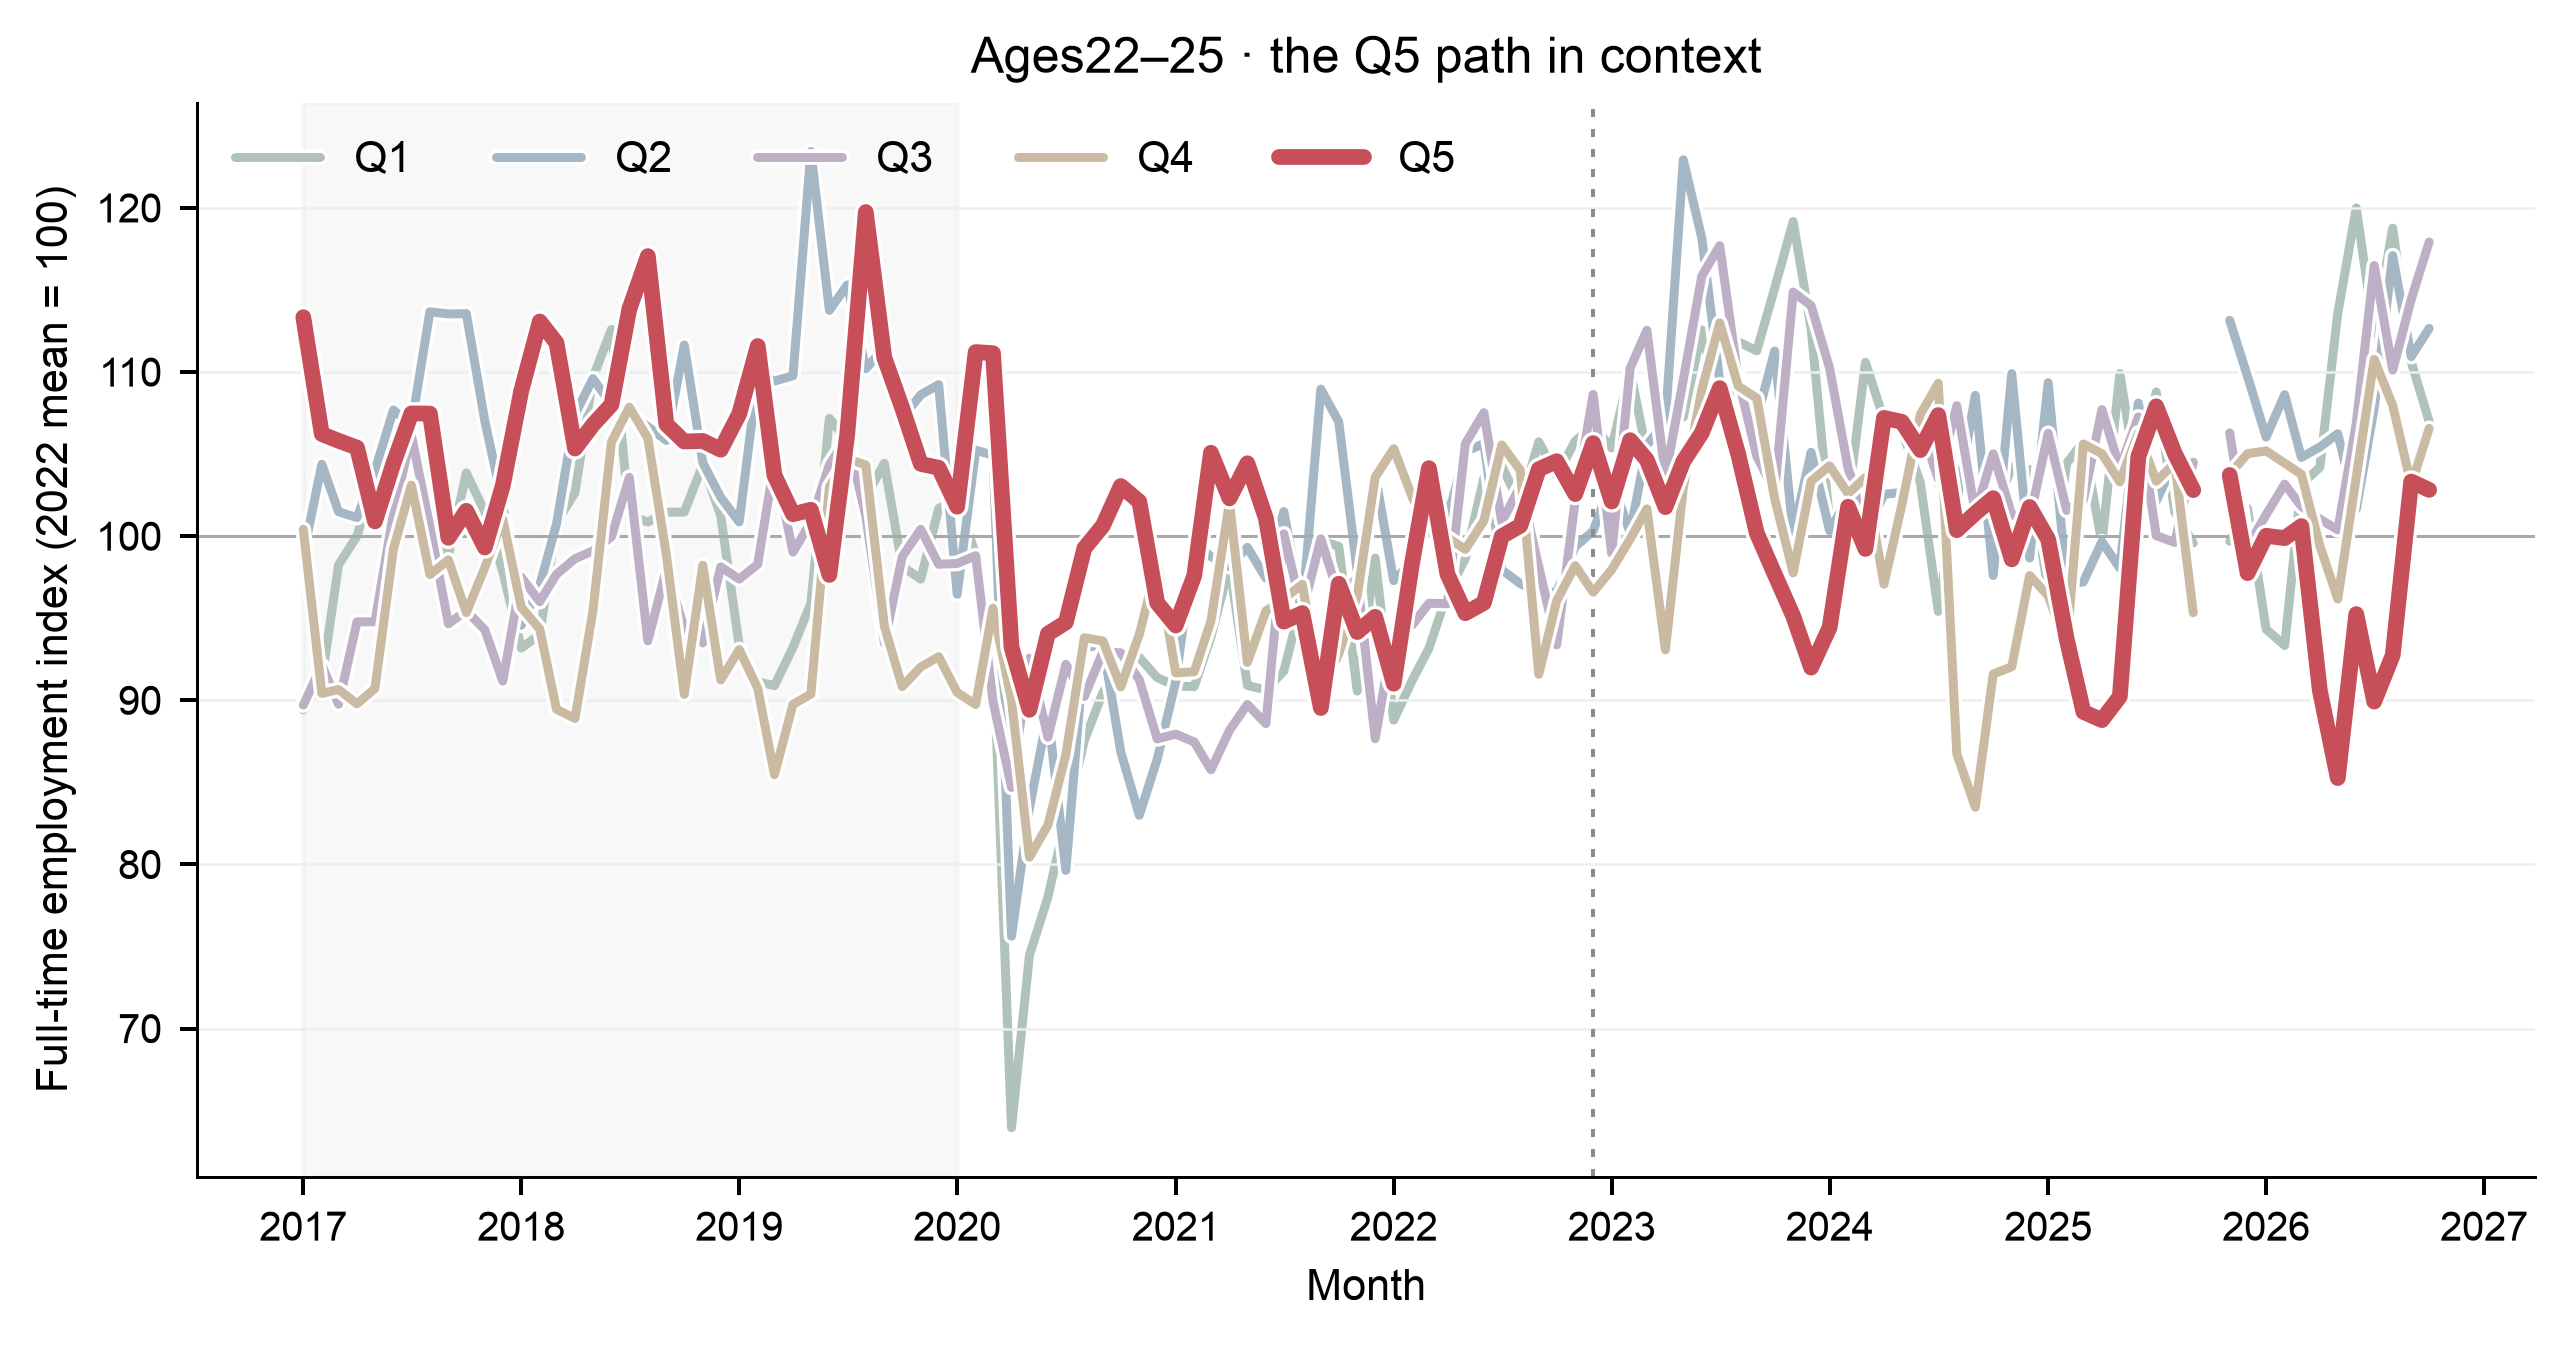 Ages22–25 · the Q5 path in context
Q1 Q2 Q3 Q4 Q5
Full-time employment index (2022 mean = 100)
120
110
100
90
80
70
2017 2018 2019 2020 2021 2022 2023 2024 2025 2026 2027
Month